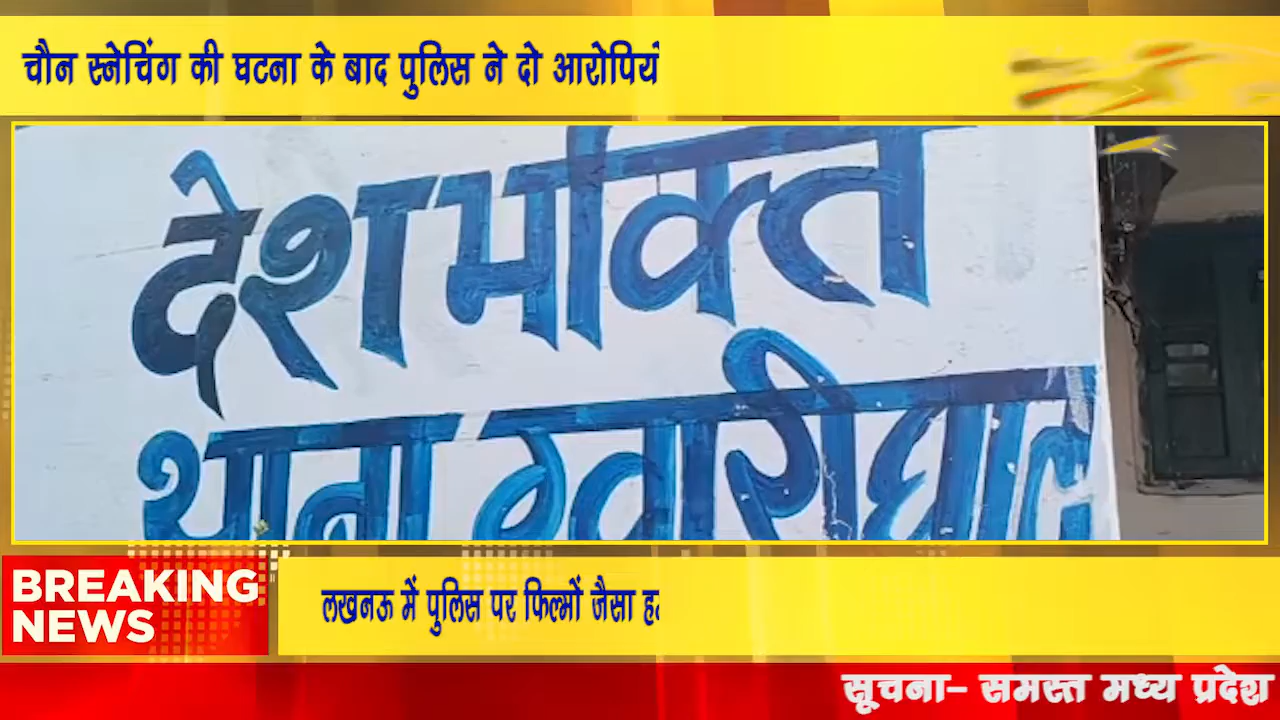 चौन स्नेचिंग की घटना के बाद पुलिस ने दो आरोपियों
देशभक्ति
थाना ग्वारीघाट
BREAKING
NEWS
लखनऊ में पुलिस पर फिल्मों जैसा
सूचना- समस्त मध्य प्रदेश